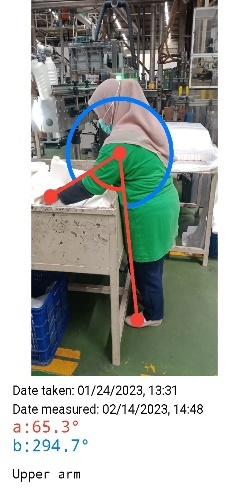 Date taken: 01/24/2023, 13:31
Date measured: 02/14/2023, 14:48
a:65.3°
b:294.7°
Upper arm